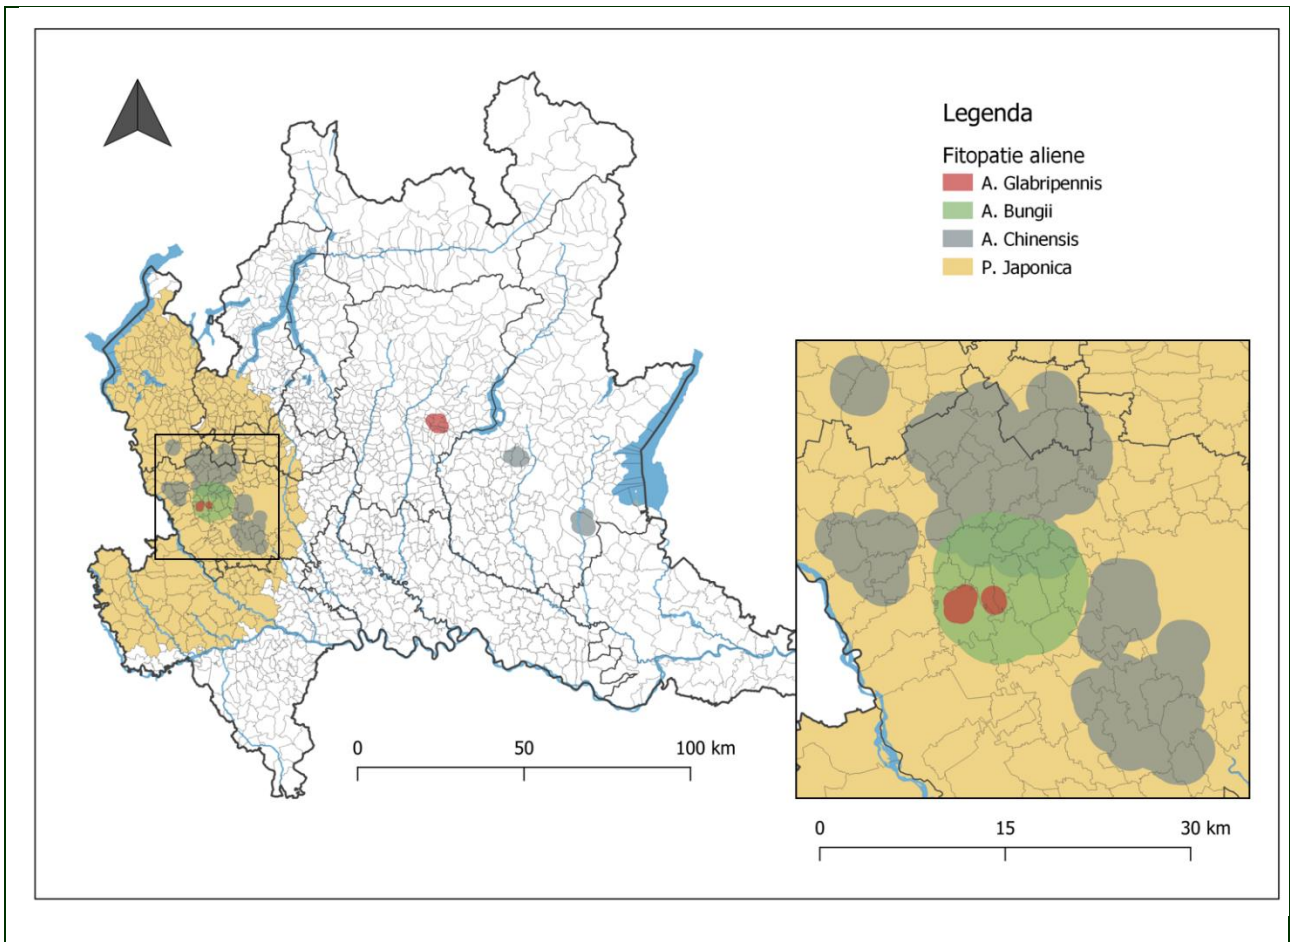 Legenda
Fitopatie aliene
A. Glabripennis
A. Bungii
A. Chinensis
P. Japonica
0 50 100 km
0 15 30 km